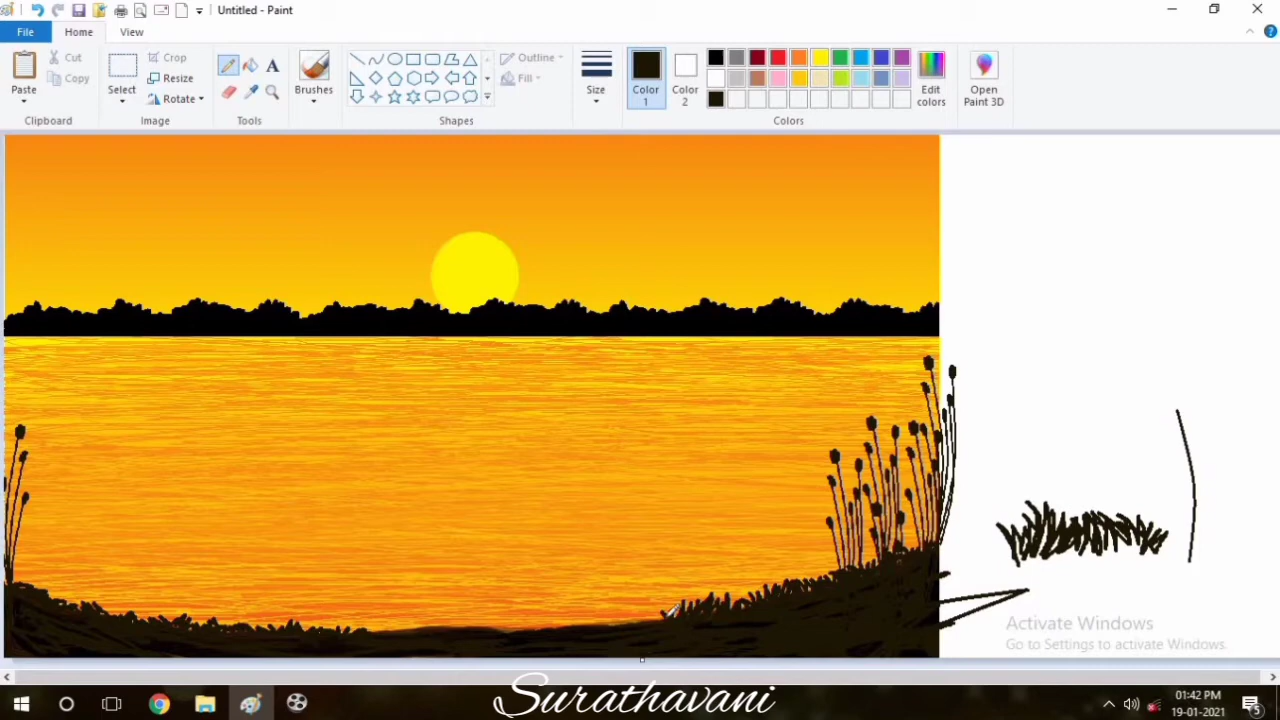 Untitled - Paint
File Home View
Paste
Cut
Copy
Clipboard
Select
Crop
Resize
Rotate
Image
A
Tools
Brushes
Shapes
Outline
Fill
Size
Color
1
Color
2
Edit
colors
Colors
Open
Paint 3D
Activate Windows
Go to Settings to activate Windows.
Surathavani
01:42 PM
19-01-2021
5